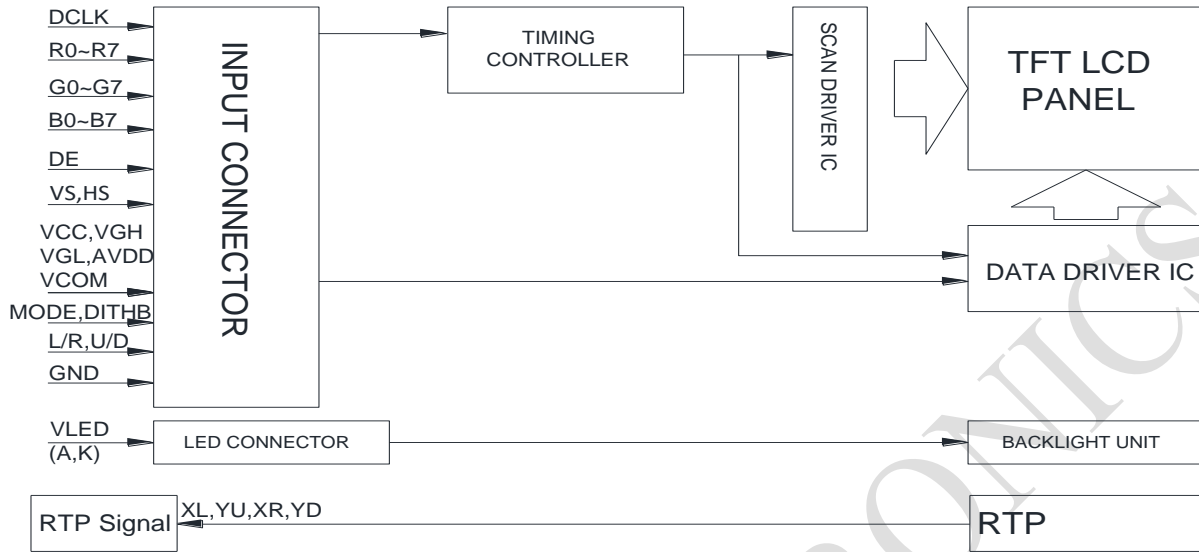 DCLK
R0~R7
G0~G7
B0~B7
DE
VS,HS
VCC,VGH
VGL,AVDD
VCOM
MODE,DITHB
L/R,U/D
GND
INPUT CONNECTOR
TIMING
CONTROLLER
SCAN DRIVER IC
TFT LCD
PANEL
DATA DRIVER IC
VLED
(A,K)
LED CONNECTOR
BACKLIGHT UNIT
RTP Signal
XL,YU,XR,YD
RTP